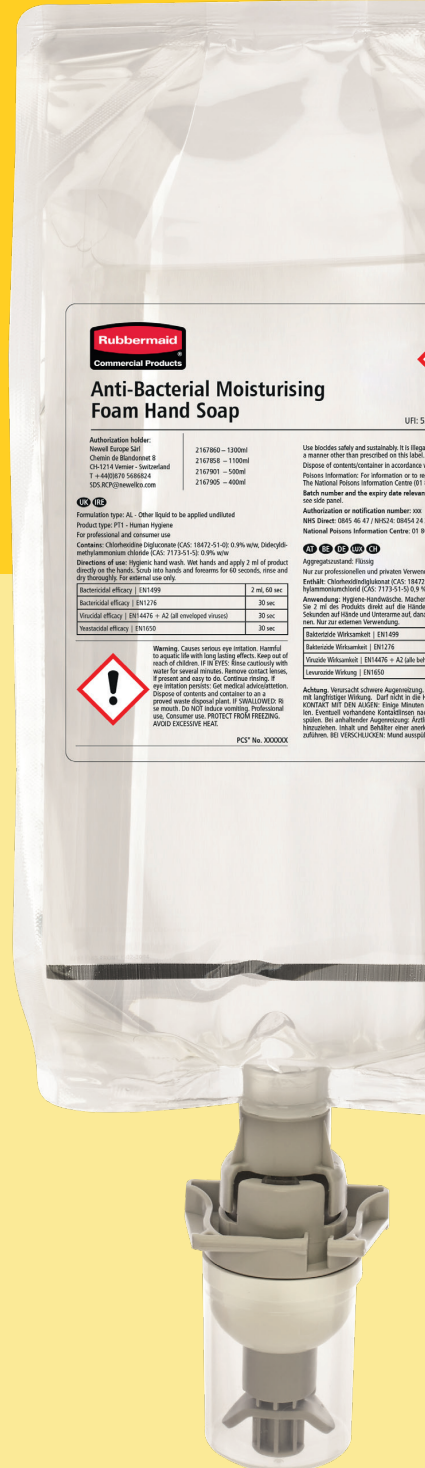 Rubbermaid
®
Commercial Products
Anti-Bacterial Moisturising
Foam Hand Soap
Authorization holder:
Newell Europe Sàrl
Chemin de Blandonnet 8
CH-1214 Vernier - Switzerland
T +44(0)870 5686824
SDS.RCP@newellco.com
2167860 – 1300ml
2167858 – 1100ml
2167901 – 500ml
2167905 – 400ml
UK IRE
Formulation type: AL - Other liquid to be applied undiluted
Product type: PT1 - Human Hygiene
For professional and consumer use
Contains: Chlorhexidine Digluconate (CAS: 18472-51-0): 0.9% w/w, Didecyldi-
methylammonium chloride (CAS: 7173-51-5): 0.9% w/w
Directions of use: Hygienic hand wash. Wet hands and apply 2 ml of product
directly on the hands. Scrub into hands and forearms for 60 seconds, rinse and
dry thoroughly. For external use only.
Bactericidal efficacy | EN1499 2 ml, 60 sec
Bactericidal efficacy | EN1276 30 sec
Virucidal efficacy | EN14476 + A2 (all enveloped viruses) 30 sec
Yeastacidal efficacy | EN1650 30 sec
Warning. Causes serious eye irritation. Harmful
to aquatic life with long lasting effects. Keep out of
reach of children. IF IN EYES: Rinse cautiously with
water for several minutes. Remove contact lenses,
if present and easy to do. Continue rinsing. If
eye irritation persists: Get medical advice/attetion.
Dispose of contents and container to an a
proved waste disposal plant. IF SWALLOWED: Ri
se mouth. Do NOT induce vomiting. Professional
use, Consumer use. PROTECT FROM FREEZING.
AVOID EXCESSIVE HEAT.
PCS" No. XXXXXX
UFI: 5
Use biocides safely and sustainably. It is illega
a manner other than prescribed on this label.
Dispose of contents/container in accordance
Poisons Information: For information or to re
The National Poisons Information Centre (01
Batch number and the expiry date relevan
see side panel.
Authorization or notification number: xxx
NHS Direct: 0845 46 47 / NHS24: 08454 24
National Poisons Information Centre: 01 8
AT BE DE LUX CH
Aggregatszustand: Flüssig
Nur zur professionellen und privaten Verwen
Enthält: Chlorhexidindiglukonat (CAS: 18472
hylammoniumchlorid (CAS: 7173-51-5) 0,9 %
Anwendung: Hygiene-Handwäsche. Machen
Sie 2 ml des Produkts direkt auf die Hände
Sekunden auf Hände und Unterarme auf, dana
nen. Nur zur externen Verwendung.
Bakterizide Wirksamkeit | EN1499
Bakterizide Wirksamkeit | EN1276
Viruzide Wirksamkeit | EN14476 + A2 (alle beh
Levurozide Wirkung | EN1650
Achtung. Verursacht schwere Augenreizung.
mit langfristiger Wirkung. Darf nicht in die H
KONTAKT MIT DEN AUGEN: Einige Minuten
len. Eventuell vorhandene Kontaktlinsen nac
spülen. Bei anhaltender Augenreizung: Ärztli
hinzuziehen. Inhalt und Behälter einer anerk
zuführen. BEI VERSCHLUCKEN: Mund ausspül